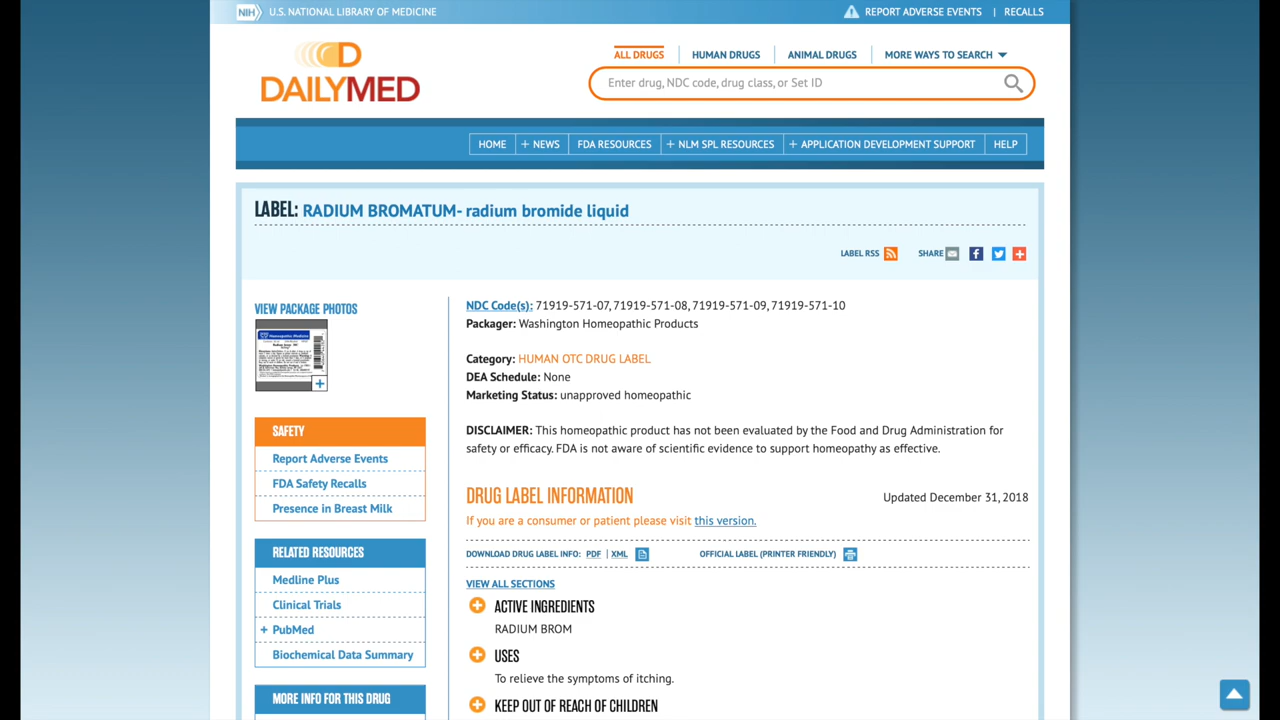 NIH U.S. NATIONAL LIBRARY OF MEDICINE
REPORT ADVERSE EVENTS | RECALLS
DAILYMED
ALL DRUGS HUMAN DRUGS ANIMAL DRUGS MORE WAYS TO SEARCH
Enter drug, NDC code, drug class, or Set ID
HOME + NEWS FDA RESOURCES + NLM SPL RESOURCES + APPLICATION DEVELOPMENT SUPPORT HELP
LABEL: RADIUM BROMATUM- radium bromide liquid
LABEL RSS SHARE
VIEW PACKAGE PHOTOS
Homeopathic Medicine
SAFETY
Report Adverse Events
FDA Safety Recalls
Presence in Breast Milk
RELATED RESOURCES
Medline Plus
Clinical Trials
+ PubMed
Biochemical Data Summary
MORE INFO FOR THIS DRUG
NDC Code(s): 71919-571-07, 71919-571-08, 71919-571-09, 71919-571-10
Packager: Washington Homeopathic Products
Category: HUMAN OTC DRUG LABEL
DEA Schedule: None
Marketing Status: unapproved homeopathic
DISCLAIMER: This homeopathic product has not been evaluated by the Food and Drug Administration for
safety or efficacy. FDA is not aware of scientific evidence to support homeopathy as effective.
DRUG LABEL INFORMATION
Updated December 31, 2018
If you are a consumer or patient please visit this version.
DOWNLOAD DRUG LABEL INFO: PDF | XML
OFFICIAL LABEL (PRINTER FRIENDLY)
VIEW ALL SECTIONS
ACTIVE INGREDIENTS
RADIUM BROM
USES
To relieve the symptoms of itching.
KEEP OUT OF REACH OF CHILDREN